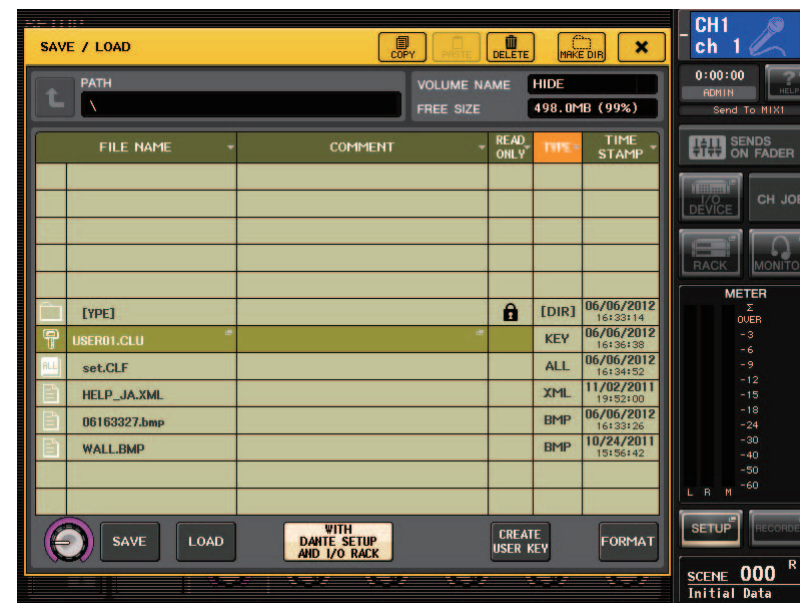 SAVE / LOAD
COPY
PASTE
DELETE
MAKE DIR
PATH
\
VOLUME NAME HIDE
FREE SIZE 498.0MB (99%)
FILE NAME COMMENT READ ONLY TYPE TIME STAMP
[YPE] [DIR] 06/06/2012 16:33:14
USER01.CLU KEY 06/06/2012 16:36:38
ALL set.CLF ALL 06/06/2012 16:34:52
HELP_JA.XML XML 11/02/2011 19:52:00
06163327.bmp BMP 06/06/2012 16:33:26
WALL.BMP BMP 10/24/2011 15:56:42
SAVE
LOAD
WITH
DANTE SETUP
AND I/O RACK
CREATE
USER KEY
FORMAT
CH1
ch 1
0:00:00
ADMIN
?
HELP
Send To MIX1
SENDS
ON FADER
I/O
DEVICE
CH JO
RACK
MONITO
METER
Σ
OVER
-3
-6
-9
-12
-15
-18
-24
-30
-40
-50
-60
L R M
SETUP
RECORDE
SCENE 000 R
Initial Data